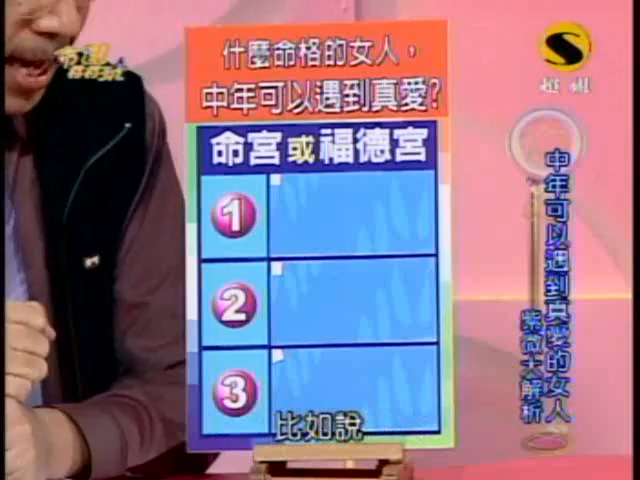 什麼命格的女人，
中年可以遇到真愛?
命宮或福德宮
1
2
3
比如說
超視
中年可以遇到真愛的女人
紫微大解析